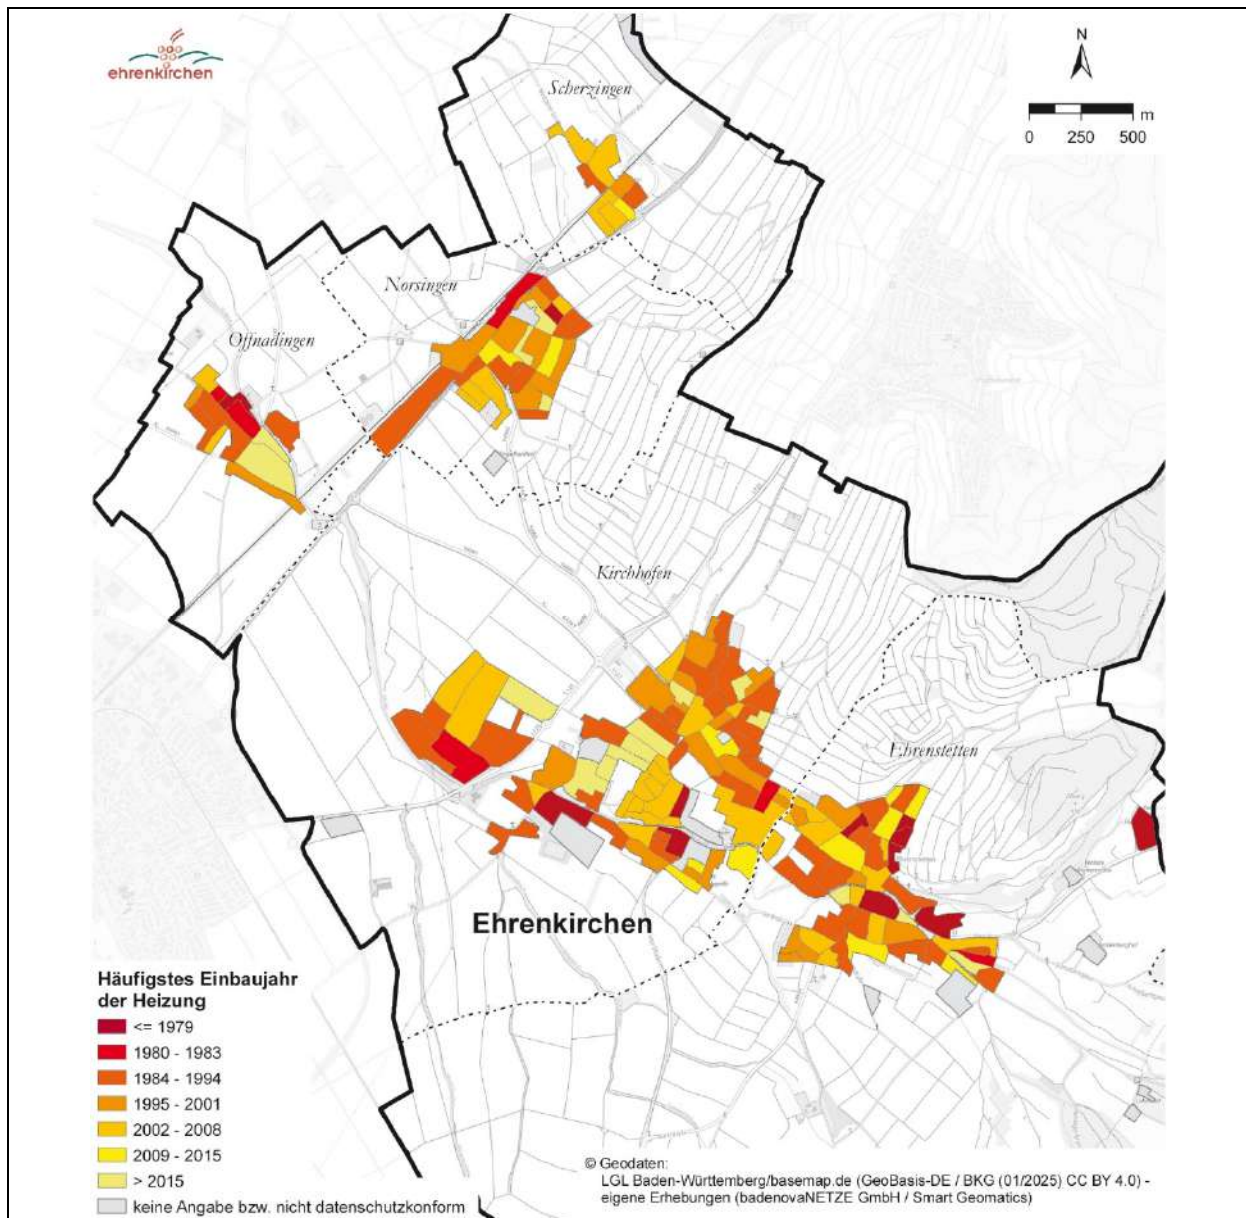 ehrenkirchen
N
0 250 500 m
Scherzingen
Norsingen
Offnadingen
Kirchhofen
Ehrenstetten
Ehrenkirchen
Häufigstes Einbaujahr
der Heizung
<= 1979
1980 - 1983
1984 - 1994
1995 - 2001
2002 - 2008
2009 - 2015
> 2015
keine Angabe bzw. nicht datenschutzkonform
© Geodaten:
LGL Baden-Württemberg/basemap.de (GeoBasis-DE / BKG (01/2025) CC BY 4.0) -
eigene Erhebungen (badenovaNETZE GmbH / Smart Geomatics)